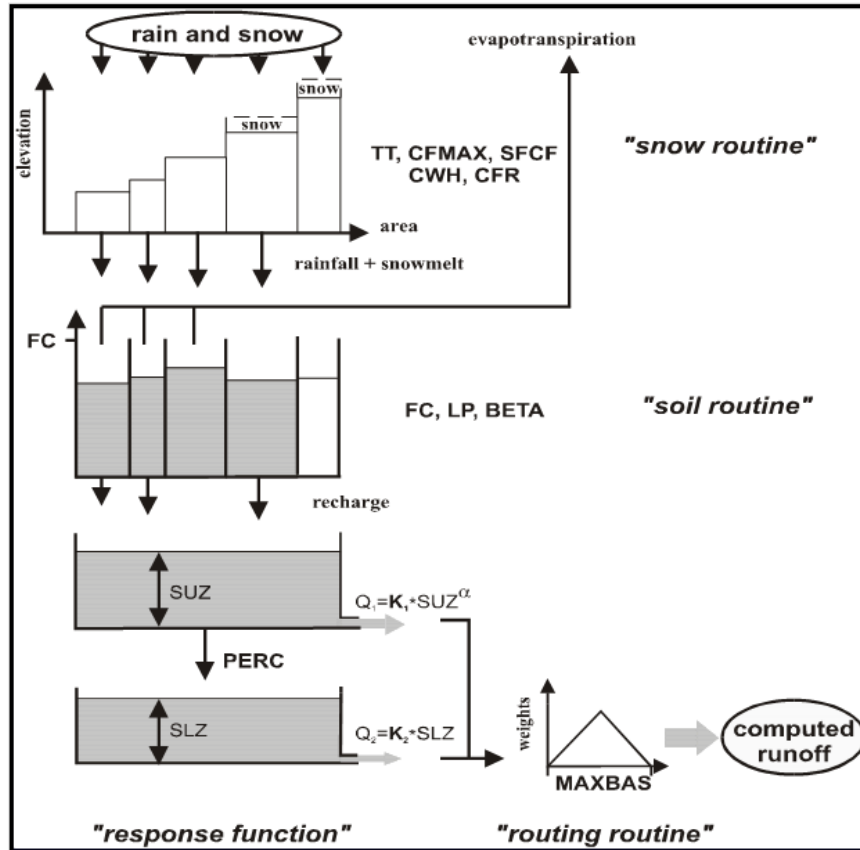 rain and snow
evapotranspiration
snow
snow
elevation
"snow routine"
TT, CFMAX, SFCF
CWH, CFR
area
rainfall + snowmelt
FC
FC, LP, BETA
"soil routine"
recharge
SUZ
Q₁=K₁*SUZ^α
PERC
SLZ
Q₂=K₂*SLZ
weights
MAXBAS
computed
runoff
"response function"
"routing routine"